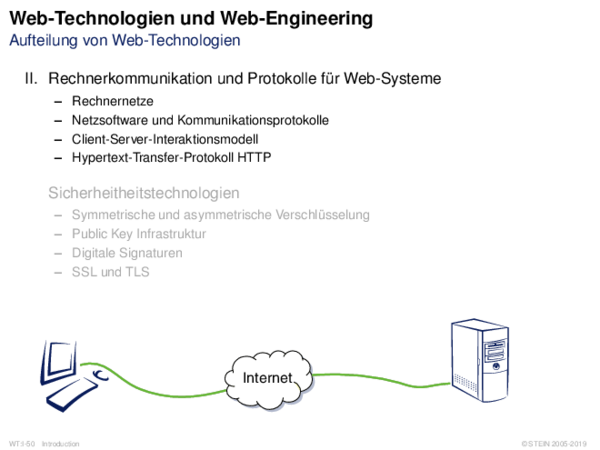 Web-Technologien und Web-Engineering
Aufteilung von Web-Technologien
II. Rechnerkommunikation und Protokolle für Web-Systeme
– Rechnernetze
– Netzsoftware und Kommunikationsprotokolle
– Client-Server-Interaktionsmodell
– Hypertext-Transfer-Protokoll HTTP
Sicherheitheitstechnologien
– Symmetrische und asymmetrische Verschlüsselung
– Public Key Infrastruktur
– Digitale Signaturen
– SSL und TLS
Internet
WT:I-50 Introduction © STEIN 2005-2019